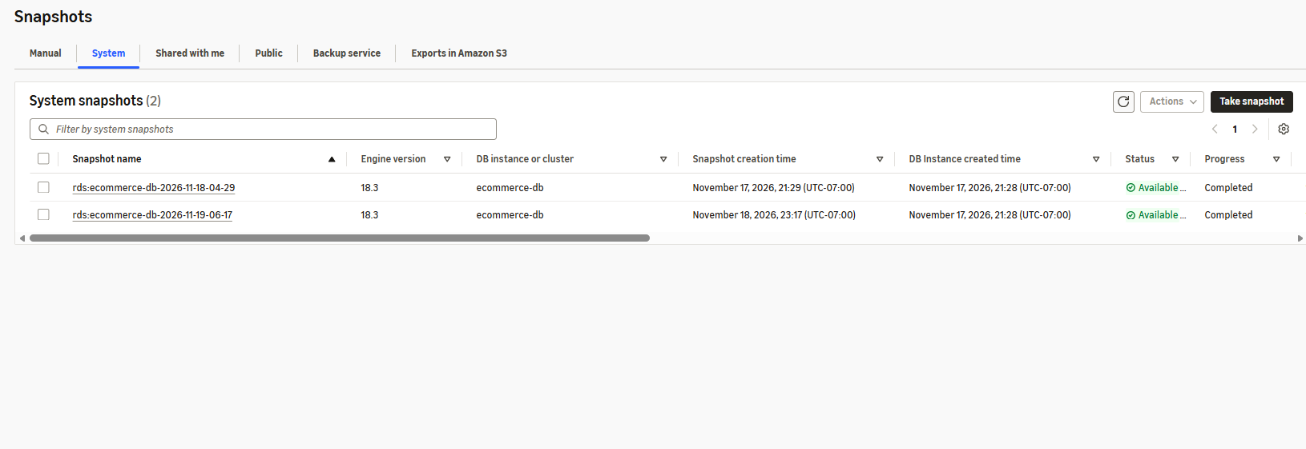 Snapshots
Manual System Shared with me Public Backup service Exports in Amazon S3
System snapshots (2) Actions Take snapshot
Filter by system snapshots 1
Snapshot name Engine version DB instance or cluster Snapshot creation time DB Instance created time Status Progress
rds:ecommerce-db-2026-11-18-04-29 18.3 ecommerce-db November 17, 2026, 21:29 (UTC-07:00) November 17, 2026, 21:28 (UTC-07:00) Available ... Completed
rds:ecommerce-db-2026-11-19-06-17 18.3 ecommerce-db November 18, 2026, 23:17 (UTC-07:00) November 17, 2026, 21:28 (UTC-07:00) Available ... Completed